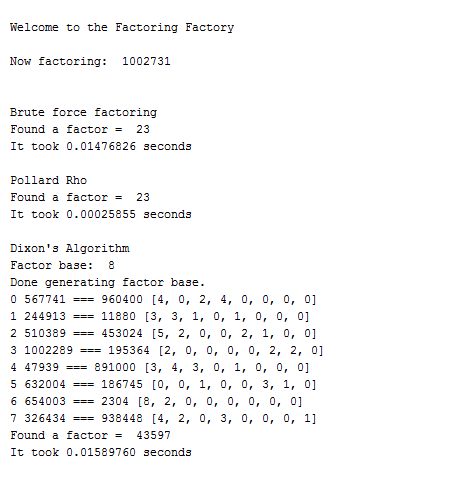 Welcome to the Factoring Factory
Now factoring:  1002731
Brute force factoring
Found a factor =  23
It took 0.01476826 seconds
Pollard Rho
Found a factor =  23
It took 0.00025855 seconds
Dixon's Algorithm
Factor base:  8
Done generating factor base.
0 567741 === 960400 [4, 0, 2, 4, 0, 0, 0, 0]
1 244913 === 11880 [3, 3, 1, 0, 1, 0, 0, 0]
2 510389 === 453024 [5, 2, 0, 0, 2, 1, 0, 0]
3 1002289 === 195364 [2, 0, 0, 0, 0, 2, 2, 0]
4 47939 === 891000 [3, 4, 3, 0, 1, 0, 0, 0]
5 632004 === 186745 [0, 0, 1, 0, 0, 3, 1, 0]
6 654003 === 2304 [8, 2, 0, 0, 0, 0, 0, 0]
7 326434 === 938448 [4, 2, 0, 3, 0, 0, 0, 1]
Found a factor =  43597
It took 0.01589760 seconds